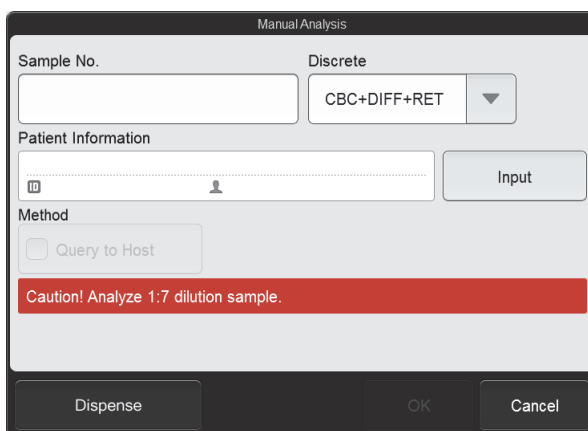 Manual Analysis
Sample No.
Discrete
CBC+DIFF+RET
Patient Information
ID
Input
Method
Query to Host
Caution! Analyze 1:7 dilution sample.
Dispense
OK
Cancel